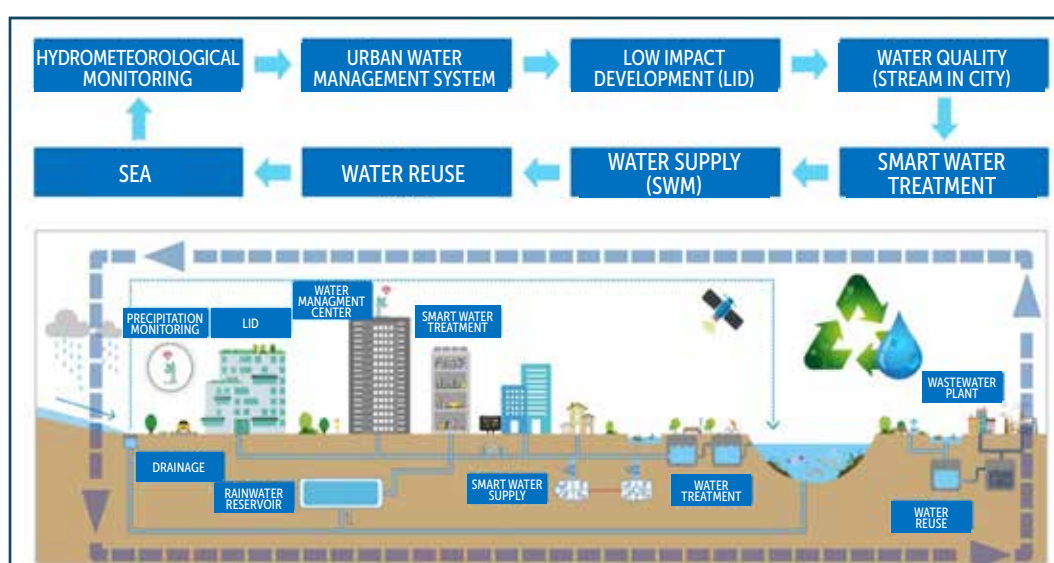 HYDROMETEOROLOGICAL
MONITORING
URBAN WATER
MANAGEMENT SYSTEM
LOW IMPACT
DEVELOPMENT (LID)
WATER QUALITY
(STREAM IN CITY)
SEA
WATER REUSE
WATER SUPPLY
(SWM)
SMART WATER
TREATMENT
PRECIPITATION
MONITORING
LID
WATER
MANAGMENT
CENTER
SMART WATER
TREATMENT
WASTEWATER
PLANT
DRAINAGE
RAINWATER
RESERVOIR
SMART WATER
SUPPLY
WATER
TREATMENT
WATER
REUSE